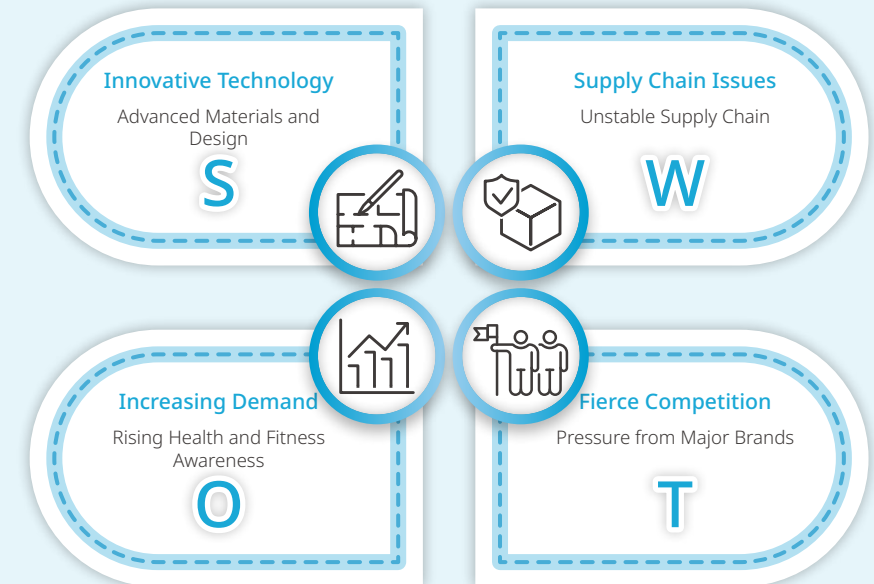 Innovative Technology
Advanced Materials and
Design
S
Supply Chain Issues
Unstable Supply Chain
W
Increasing Demand
Rising Health and Fitness
Awareness
O
Fierce Competition
Pressure from Major Brands
T